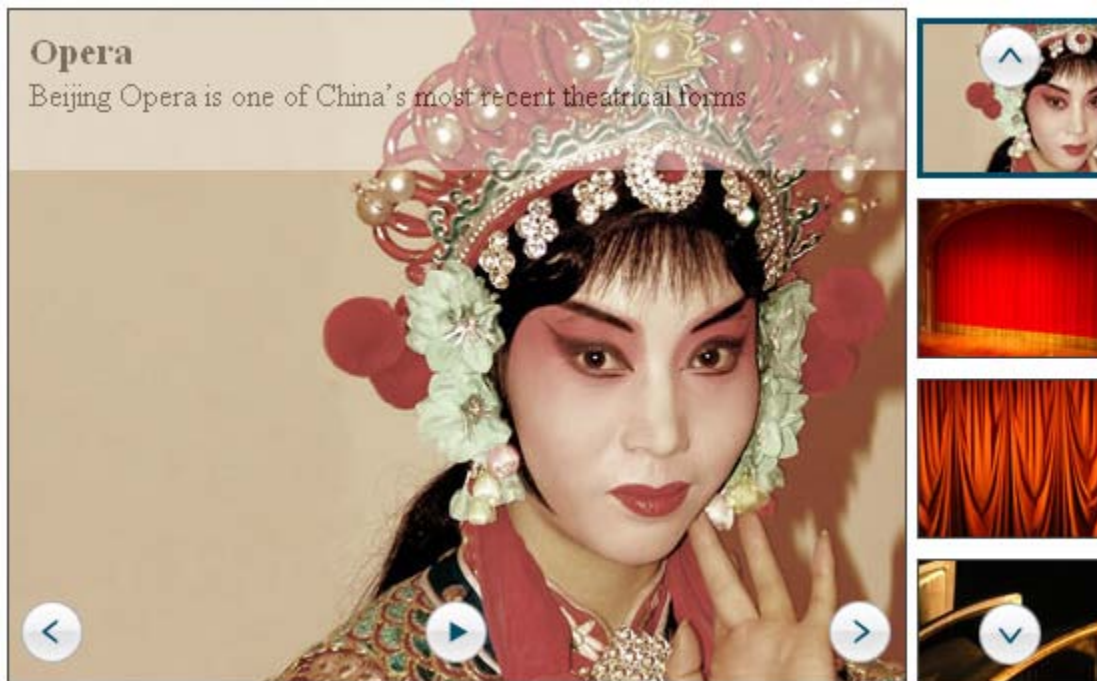 Opera
Beijing Opera is one of China's most recent theatrical forms